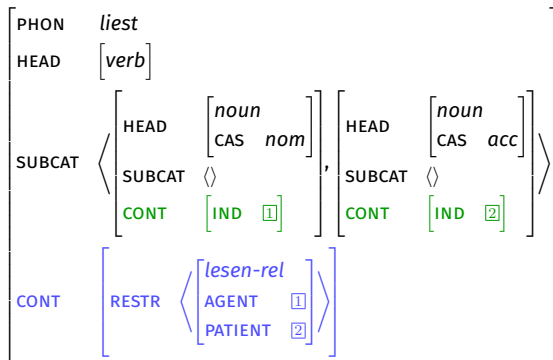 PHON liest
HEAD [verb]
noun noun
HEAD CAS nom HEAD CAS acc
SUBCAT ⟨ SUBCAT ⟨⟩ , SUBCAT ⟨⟩ ⟩
CONT [IND 1] CONT [IND 2]
lesen-rel
CONT [RESTR ⟨ AGENT 1 ⟩]
PATIENT 2